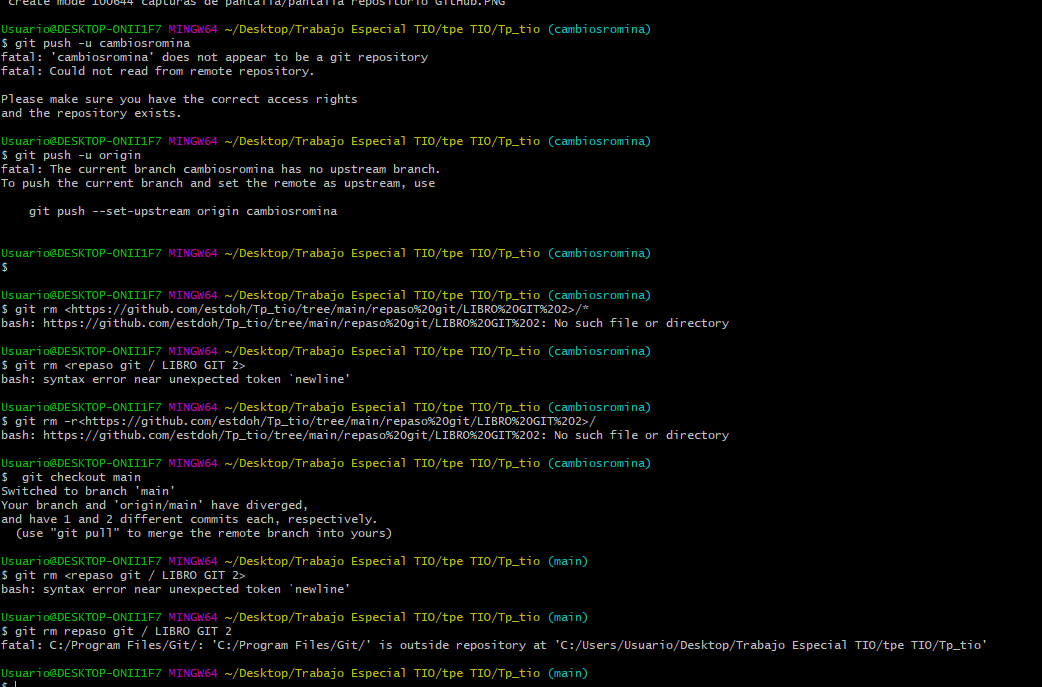 create mode 100644 capturas de pantalla/pantalla repositorio GitHub.PNG
Usuario@DESKTOP-ONII1F7 MINGW64 ~/Desktop/Trabajo Especial TIO/tpe TIO/Tp_tio (cambiosromina)
$ git push -u cambiosromina
fatal: 'cambiosromina' does not appear to be a git repository
fatal: Could not read from remote repository.
Please make sure you have the correct access rights
and the repository exists.
Usuario@DESKTOP-ONII1F7 MINGW64 ~/Desktop/Trabajo Especial TIO/tpe TIO/Tp_tio (cambiosromina)
$ git push -u origin
fatal: The current branch cambiosromina has no upstream branch.
To push the current branch and set the remote as upstream, use
git push --set-upstream origin cambiosromina
Usuario@DESKTOP-ONII1F7 MINGW64 ~/Desktop/Trabajo Especial TIO/tpe TIO/Tp_tio (cambiosromina)
$
Usuario@DESKTOP-ONII1F7 MINGW64 ~/Desktop/Trabajo Especial TIO/tpe TIO/Tp_tio (cambiosromina)
$ git rm <https://github.com/estdoh/Tp_tio/tree/main/repaso%20git/LIBRO%20GIT%202>/*
bash: https://github.com/estdoh/Tp_tio/tree/main/repaso%20git/LIBRO%20GIT%202: No such file or directory
Usuario@DESKTOP-ONII1F7 MINGW64 ~/Desktop/Trabajo Especial TIO/tpe TIO/Tp_tio (cambiosromina)
$ git rm <repaso git / LIBRO GIT 2>
bash: syntax error near unexpected token `newline'
Usuario@DESKTOP-ONII1F7 MINGW64 ~/Desktop/Trabajo Especial TIO/tpe TIO/Tp_tio (cambiosromina)
$ git rm -r<https://github.com/estdoh/Tp_tio/tree/main/repaso%20git/LIBRO%20GIT%202>/
bash: https://github.com/estdoh/Tp_tio/tree/main/repaso%20git/LIBRO%20GIT%202: No such file or directory
Usuario@DESKTOP-ONII1F7 MINGW64 ~/Desktop/Trabajo Especial TIO/tpe TIO/Tp_tio (cambiosromina)
$  git checkout main
Switched to branch 'main'
Your branch and 'origin/main' have diverged,
and have 1 and 2 different commits each, respectively.
(use "git pull" to merge the remote branch into yours)
Usuario@DESKTOP-ONII1F7 MINGW64 ~/Desktop/Trabajo Especial TIO/tpe TIO/Tp_tio (main)
$ git rm <repaso git / LIBRO GIT 2>
bash: syntax error near unexpected token `newline'
Usuario@DESKTOP-ONII1F7 MINGW64 ~/Desktop/Trabajo Especial TIO/tpe TIO/Tp_tio (main)
$ git rm repaso git / LIBRO GIT 2
fatal: C:/Program Files/Git/: 'C:/Program Files/Git/' is outside repository at 'C:/Users/Usuario/Desktop/Trabajo Especial TIO/tpe TIO/Tp_tio'
Usuario@DESKTOP-ONII1F7 MINGW64 ~/Desktop/Trabajo Especial TIO/tpe TIO/Tp_tio (main)
$